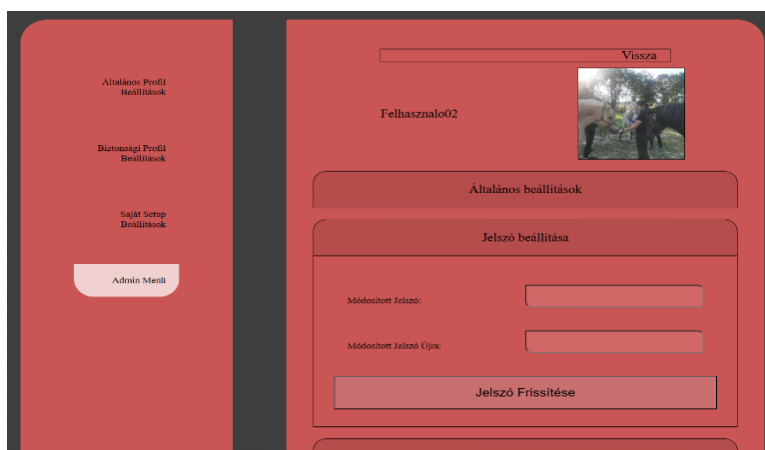 Általános Profil
Beállítások
Biztonsági Profil
Beállítások
Saját Setup
Beállítások
Admin Menü
Vissza
Felhasznalo02
Általános beállítások
Jelszó beállitása
Módosított Jelszó:
Módosított Jelszó Újra:
Jelszó Frissítése